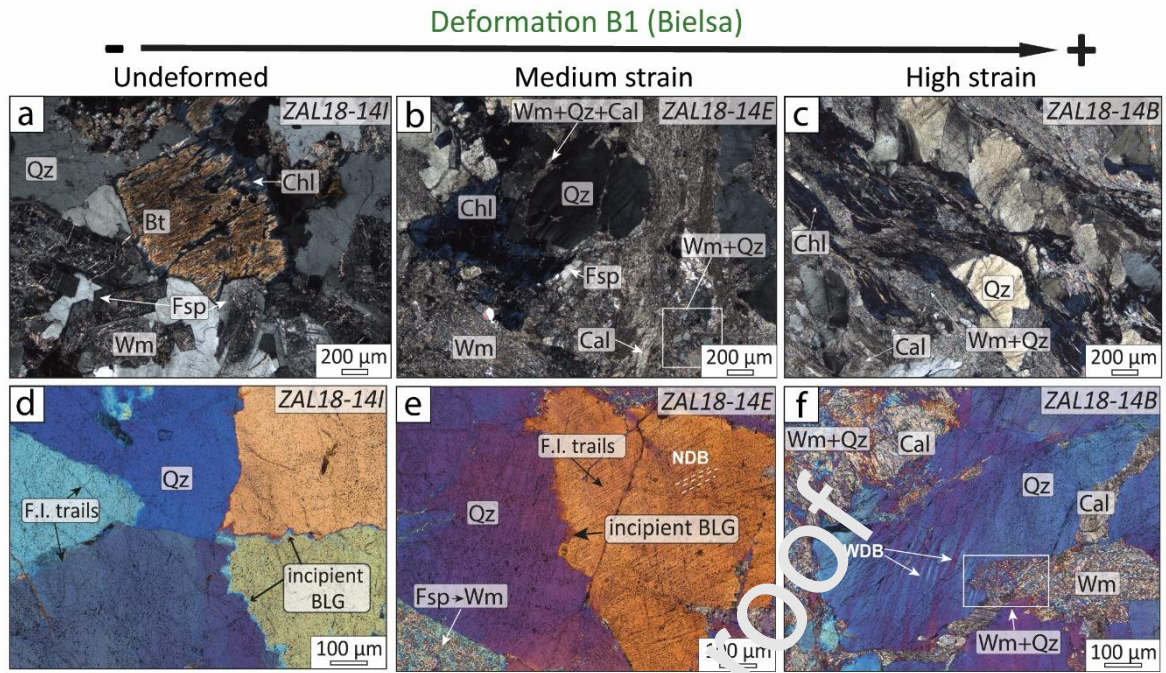 Deformation B1 (Bielsa)
- +
Undeformed
Medium strain
High strain
a
ZAL18-14I
Qz
Chl
Bt
Fsp
Wm
200 µm
b
Wm+Qz+Cal
ZAL18-14E
Chl
Qz
Wm+Qz
Fsp
Wm
Cal
200 µm
c
ZAL18-14B
Chl
Qz
Cal
Wm+Qz
200 µm
d
ZAL18-14I
Qz
F.I. trails
incipient
BLG
100 µm
e
ZAL18-14E
F.I. trails
NDB
Qz
incipient BLG
Fsp→Wm
µm
f
ZAL18-14B
Wm+Qz
Cal
Qz
Cal
WDB
Wm
Wm+Qz
100 µm